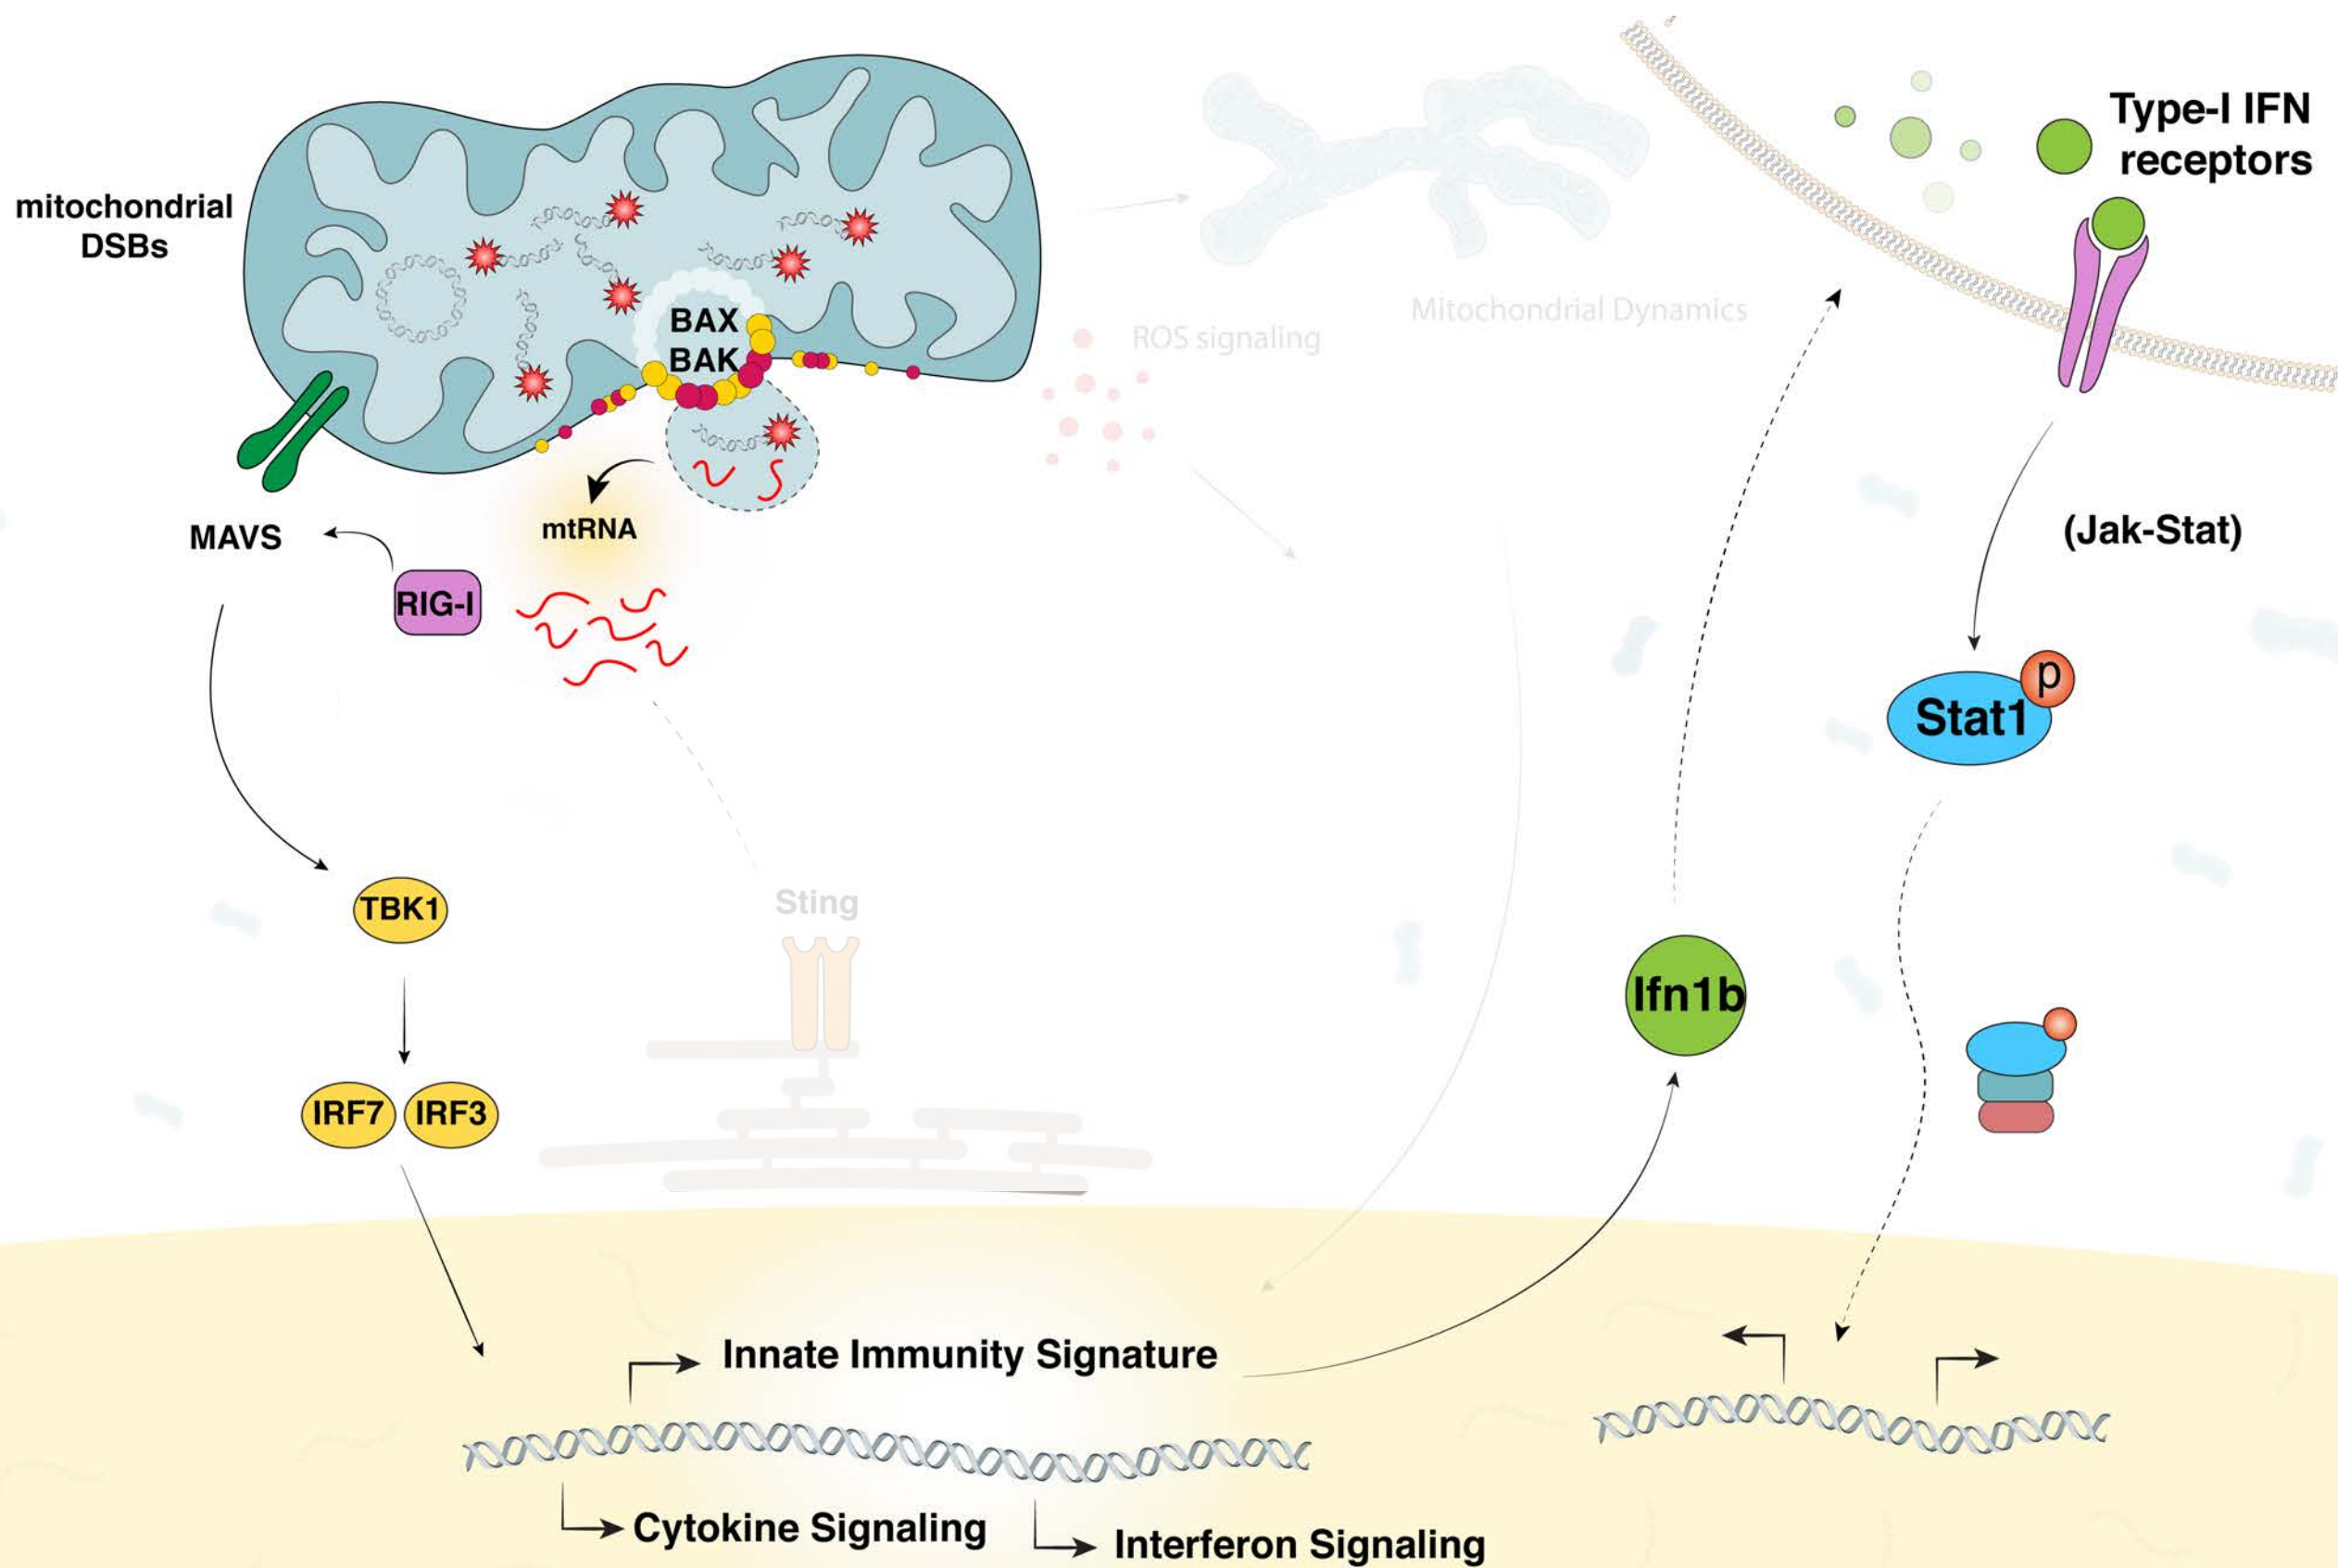 Type-I IFN
receptors
mitochondrial
DSBs
BAX
BAK
ROS signaling
Mitochondrial Dynamics
mtRNA
MAVS
RIG-I
(Jak-Stat)
p
Stat1
TBK1
Sting
Ifn1b
IRF7
IRF3
Innate Immunity Signature
Cytokine Signaling
Interferon Signaling